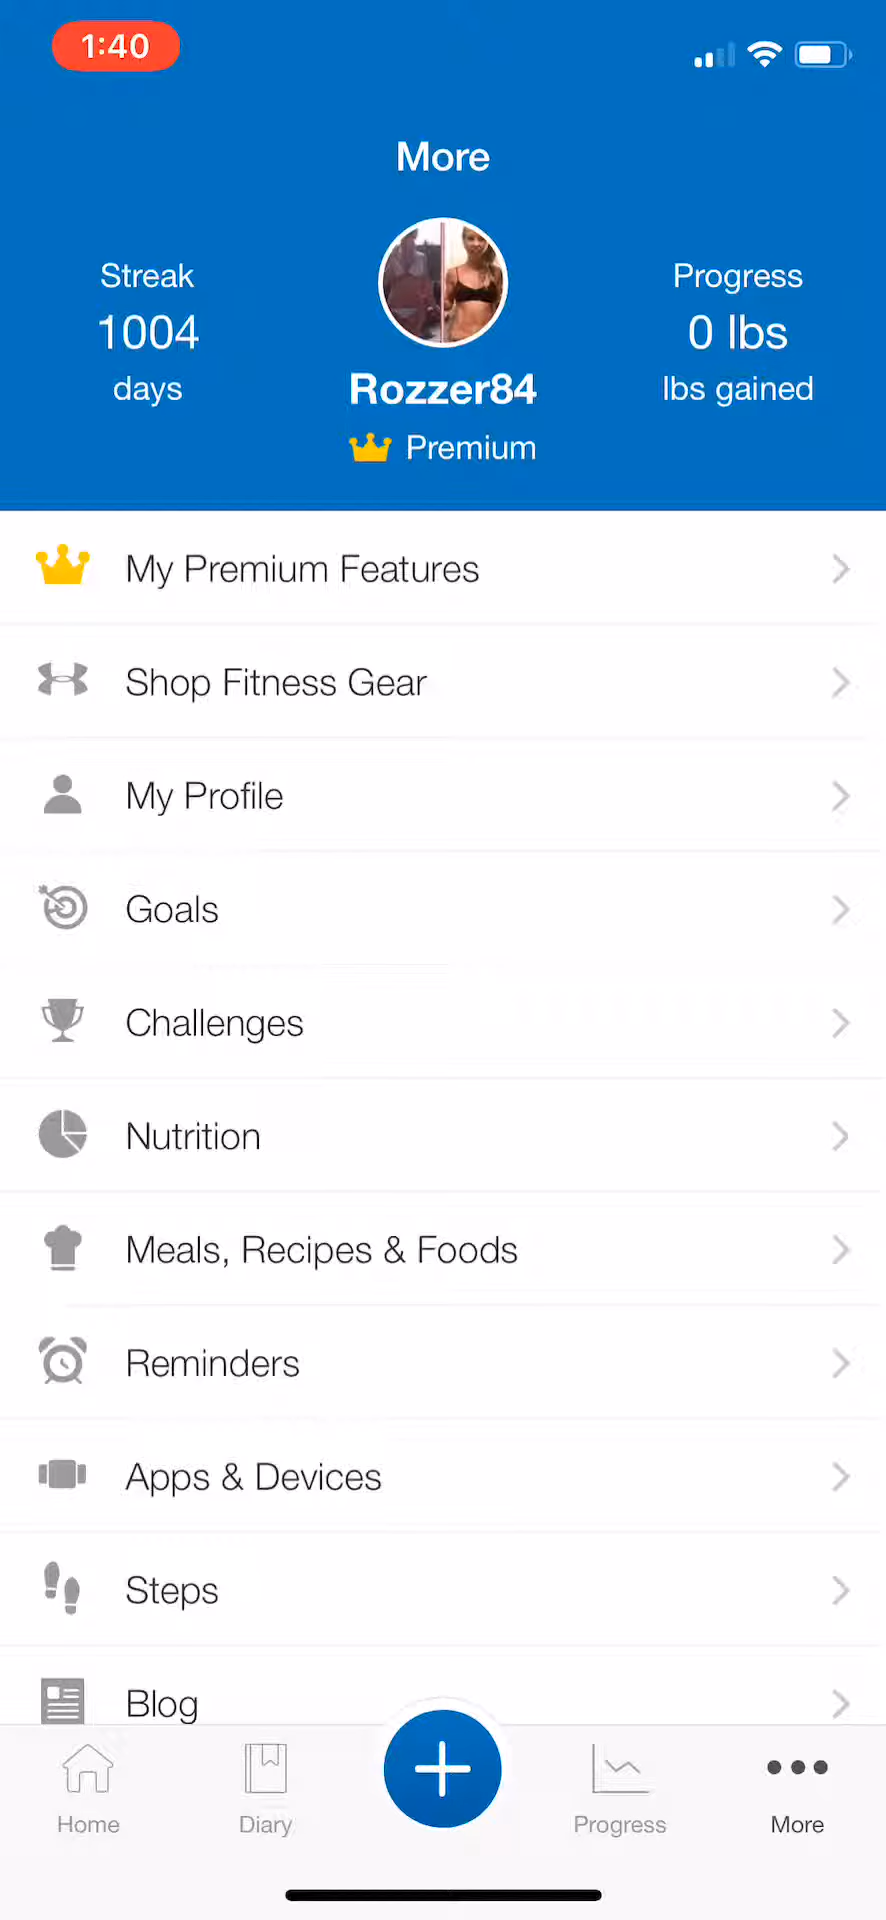 1:40
More
Streak
1004
days
Rozzer84
Premium
Progress
0 lbs
lbs gained
My Premium Features
Shop Fitness Gear
My Profile
Goals
Challenges
Nutrition
Meals, Recipes & Foods
Reminders
Apps & Devices
Steps
Blog
Home
Diary
Progress
More